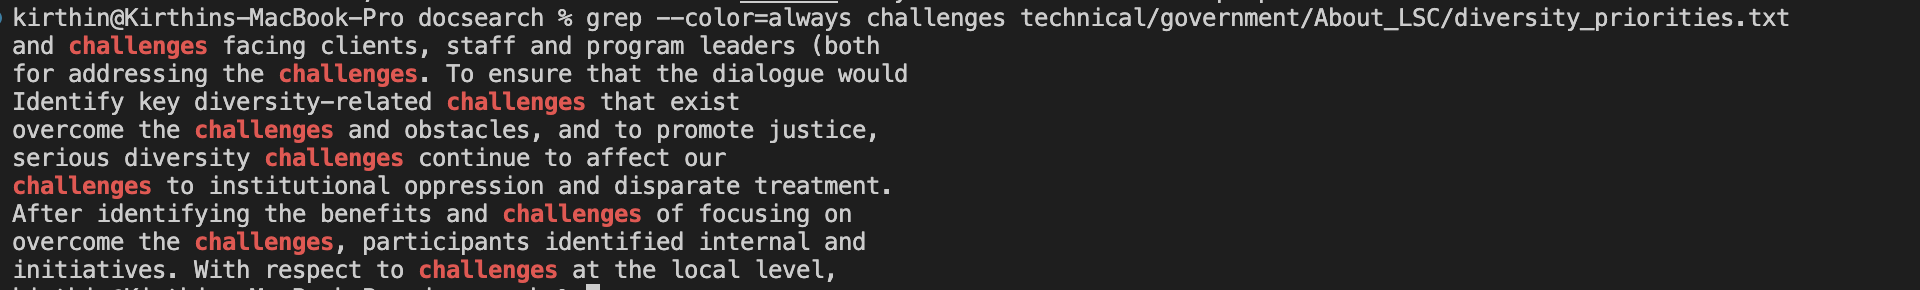 kirthin@Kirthins-MacBook-Pro docsearch % grep --color=always challenges technical/government/About_LSC/diversity_priorities.txt
and challenges facing clients, staff and program leaders (both
for addressing the challenges. To ensure that the dialogue would
Identify key diversity-related challenges that exist
overcome the challenges and obstacles, and to promote justice,
serious diversity challenges continue to affect our
challenges to institutional oppression and disparate treatment.
After identifying the benefits and challenges of focusing on
overcome the challenges, participants identified internal and
initiatives. With respect to challenges at the local level,